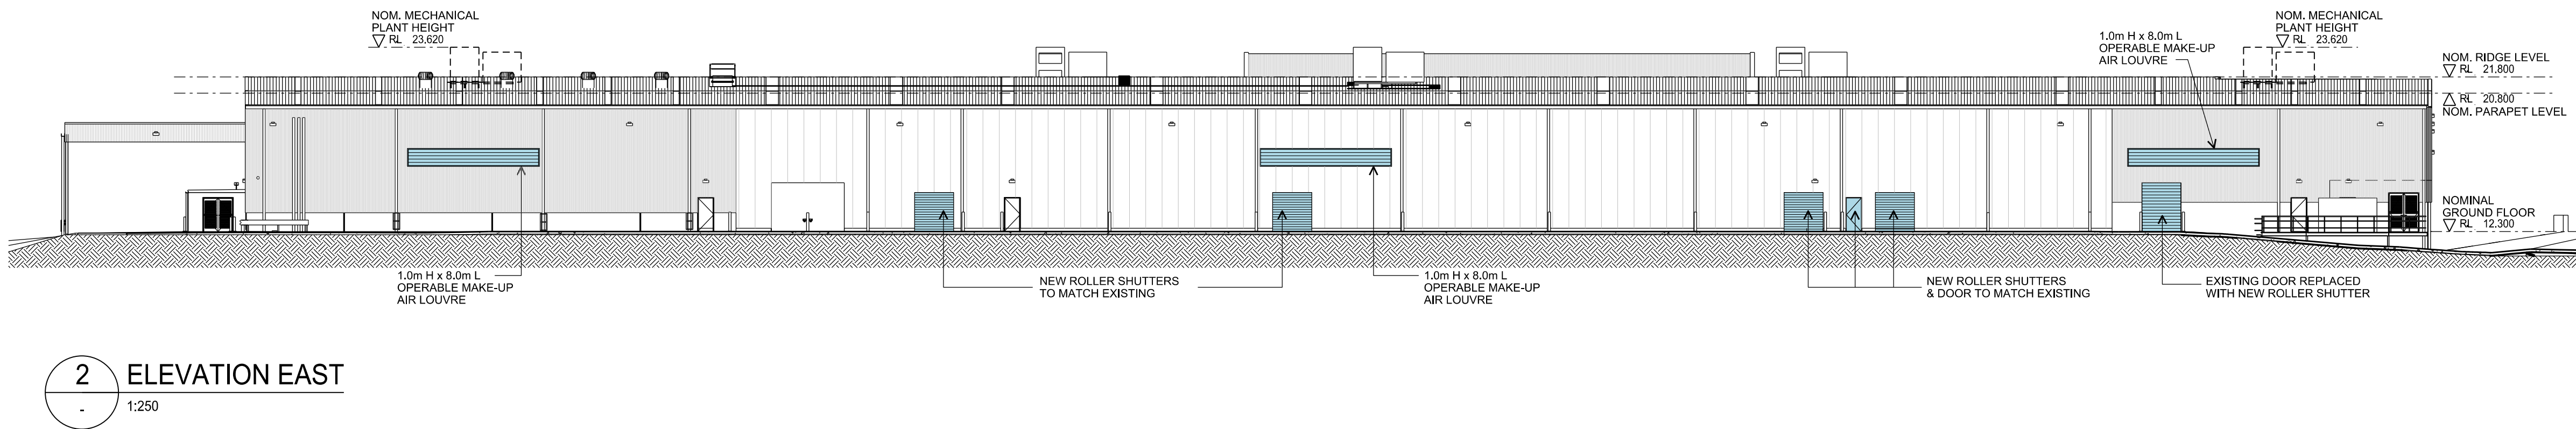 NOM. MECHANICAL
PLANT HEIGHT
RL 23.620
1.0m H x 8.0m L
OPERABLE MAKE-UP
AIR LOUVRE
NOM. MECHANICAL
PLANT HEIGHT
RL 23.620
NOM. RIDGE LEVEL
RL 21.800
RL 20.800
NOM. PARAPET LEVEL
NOMINAL
GROUND FLOOR
RL 12.300
1.0m H x 8.0m L
OPERABLE MAKE-UP
AIR LOUVRE
NEW ROLLER SHUTTERS
TO MATCH EXISTING
1.0m H x 8.0m L
OPERABLE MAKE-UP
AIR LOUVRE
NEW ROLLER SHUTTERS
& DOOR TO MATCH EXISTING
EXISTING DOOR REPLACED
WITH NEW ROLLER SHUTTER
2 ELEVATION EAST
- 1:250